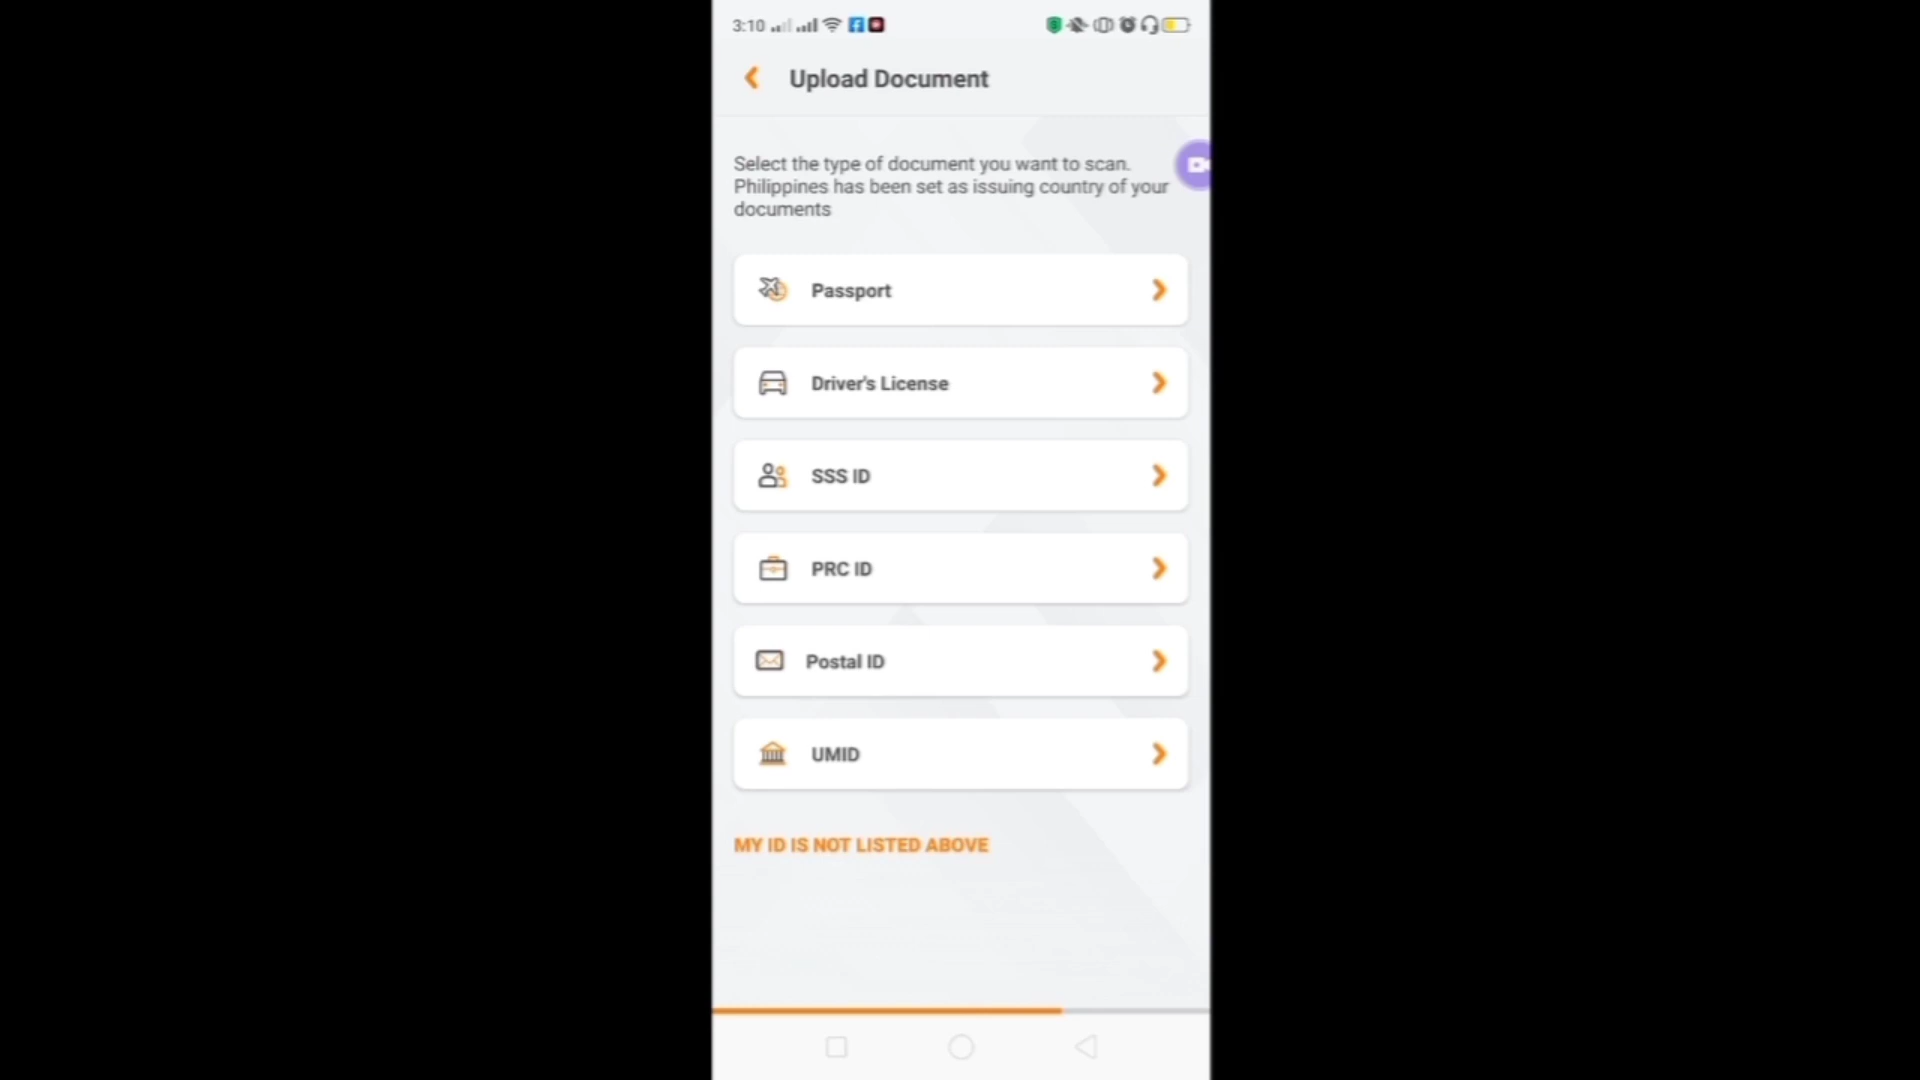 3:10
Upload Document
Select the type of document you want to scan.
Philippines has been set as issuing country of your
documents
Passport
Driver's License
SSS ID
PRC ID
Postal ID
UMID
MY ID IS NOT LISTED ABOVE